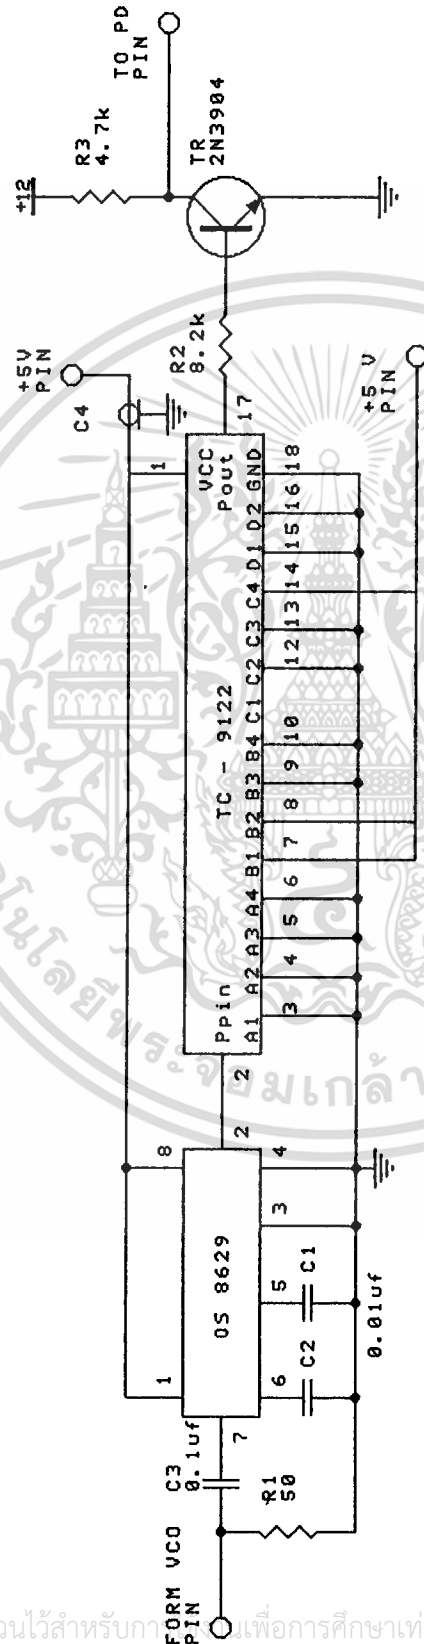 FORM VCO
PIN
C3
0.1uf
R1
50
7
1
8
OS 8629
6
5
3
4
C2
C1
0.01uf
2
2
Ppin
TC - 9122
VCC
Pout
1
17
A1
A2
A3
A4
B1
B2
B3
B4
C1
C2
C3
C4
D1
D2
GND
3
4
5
6
7
8
9
10
12
13
14
15
16
18
+5V
PIN
C4
+5 V
PIN
R2
8.2k
+12
R3
4.7k
TR
2N3904
TO PD
PIN